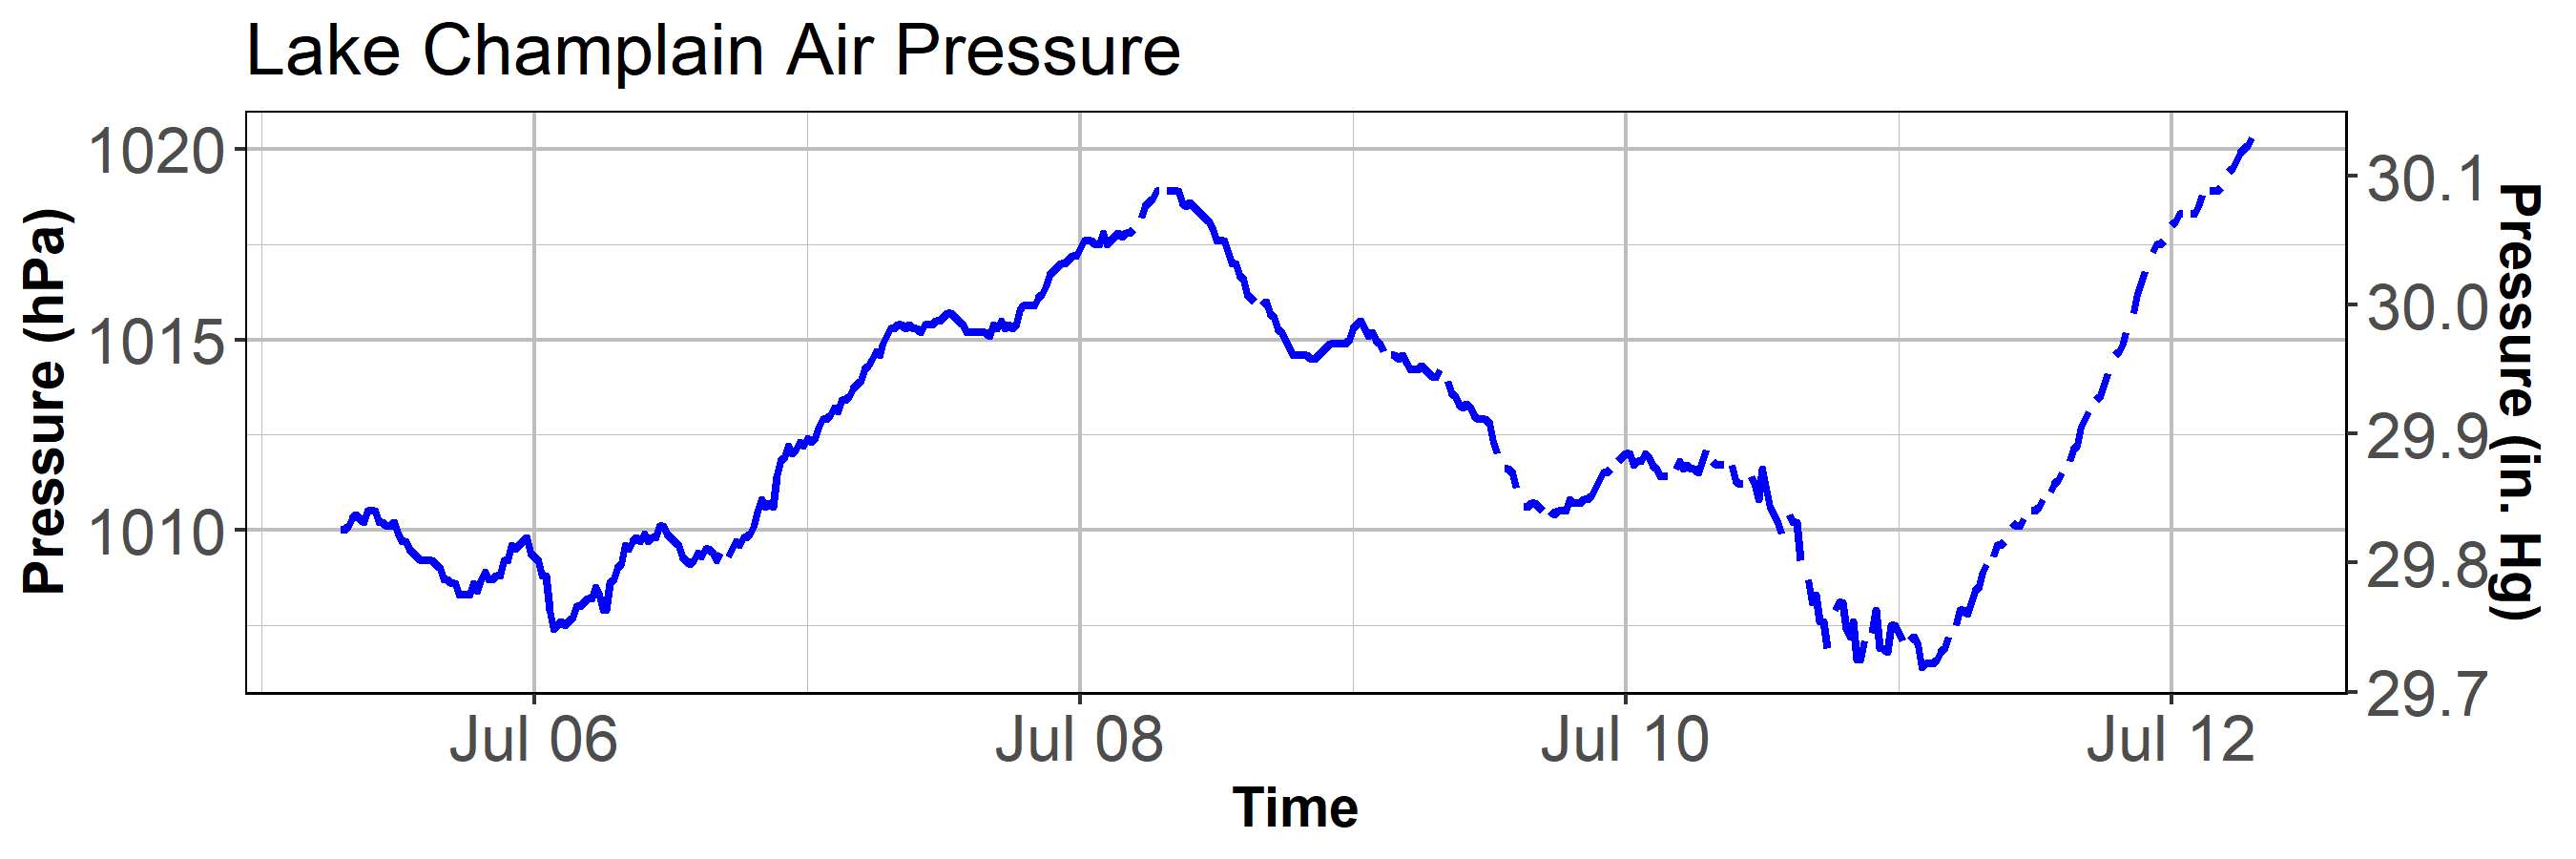 Lake Champlain Air Pressure
Pressure (hPa)
1020
1015
1010
30.1
30.0
29.9
29.8
29.7
Pressure (in. Hg)
Jul 06 Jul 08 Jul 10 Jul 12
Time